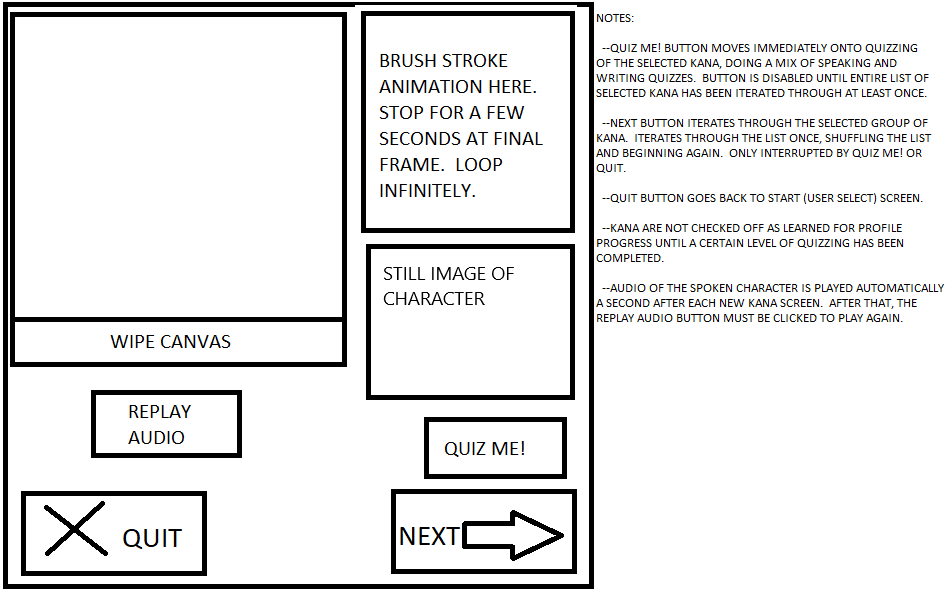 BRUSH STROKE
ANIMATION HERE.
STOP FOR A FEW
SECONDS AT FINAL
FRAME.  LOOP
INFINITELY.
STILL IMAGE OF
CHARACTER
WIPE CANVAS
REPLAY
AUDIO
QUIZ ME!
QUIT
NEXT
NOTES:
--QUIZ ME! BUTTON MOVES IMMEDIATELY ONTO QUIZZING
OF THE SELECTED KANA, DOING A MIX OF SPEAKING AND
WRITING QUIZZES.  BUTTON IS DISABLED UNTIL ENTIRE LIST OF
SELECTED KANA HAS BEEN ITERATED THROUGH AT LEAST ONCE.
--NEXT BUTTON ITERATES THROUGH THE SELECTED GROUP OF
KANA.  ITERATES THROUGH THE LIST ONCE, SHUFFLING THE LIST
AND BEGINNING AGAIN.  ONLY INTERRUPTED BY QUIZ ME! OR
QUIT.
--QUIT BUTTON GOES BACK TO START (USER SELECT) SCREEN.
--KANA ARE NOT CHECKED OFF AS LEARNED FOR PROFILE
PROGRESS UNTIL A CERTAIN LEVEL OF QUIZZING HAS BEEN
COMPLETED.
--AUDIO OF THE SPOKEN CHARACTER IS PLAYED AUTOMATICALLY
A SECOND AFTER EACH NEW KANA SCREEN.  AFTER THAT, THE
REPLAY AUDIO BUTTON MUST BE CLICKED TO PLAY AGAIN.